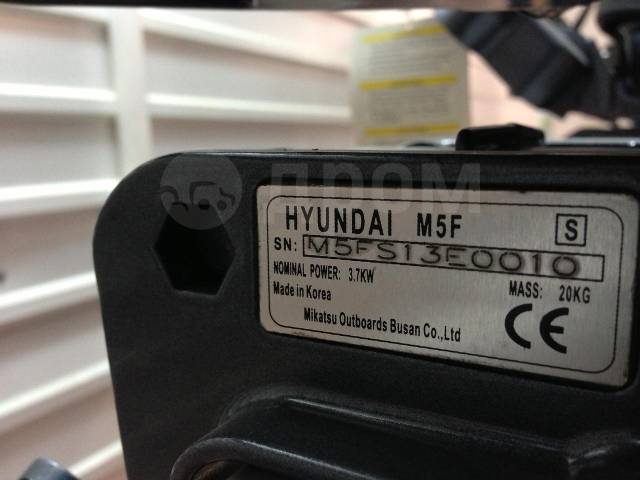 ДРОМ
HYUNDAI M5F S
SN: M5FS13E0010
NOMINAL POWER: 3.7KW
Made in Korea MASS: 20KG
Mikatsu Outboards Busan Co.,Ltd CE